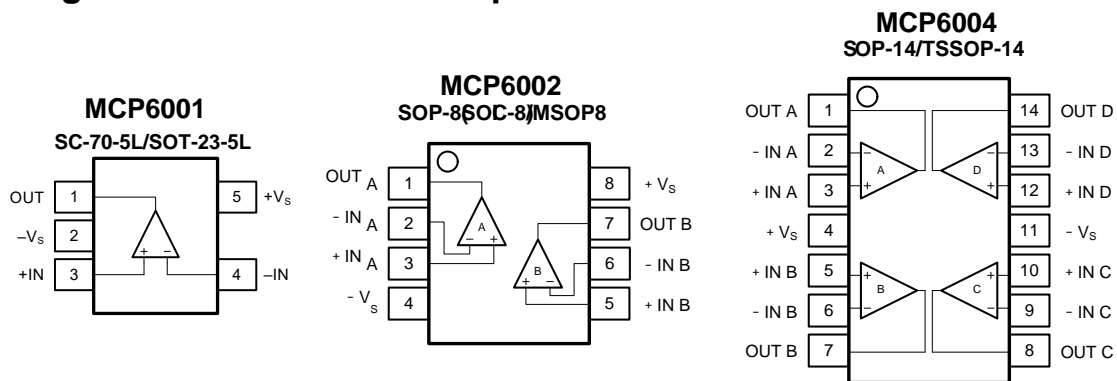 MCP6001
SC-70-5L/SOT-23-5L
OUT 1
–Vs 2
+IN 3
5 +Vs
4 –IN
+ −
MCP6002
SOP-8(SOIC-8)/MSOP8
OUT A 1
- IN A 2
+ IN A 3
- Vs 4
8 + Vs
7 OUT B
6 - IN B
5 + IN B
A
− +
B
+ −
MCP6004
SOP-14/TSSOP-14
OUT A 1
- IN A 2
+ IN A 3
+ Vs 4
+ IN B 5
- IN B 6
OUT B 7
14 OUT D
13 - IN D
12 + IN D
11 - Vs
10 + IN C
9 - IN C
8 OUT C
− A +
− D +
+ B −
+ C −